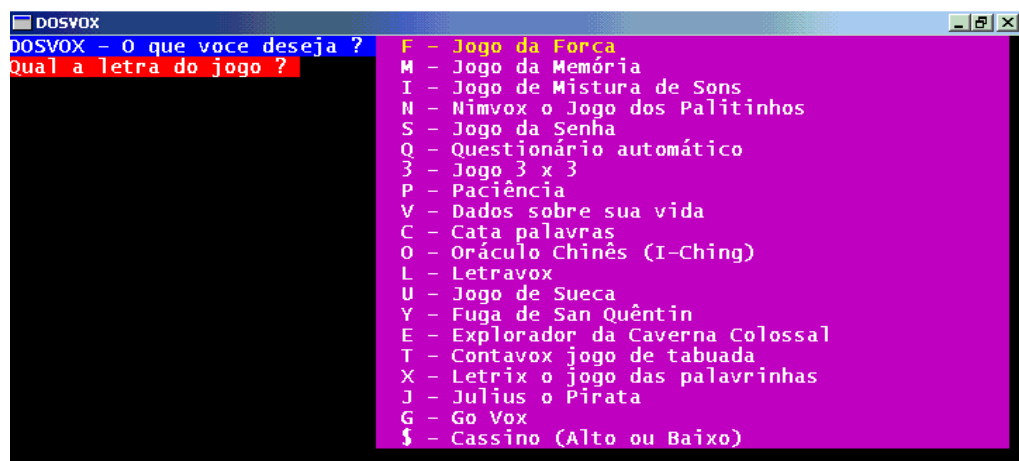 DOSVOX
DOSVOX - O que voce deseja ?
Qual a letra do jogo ?
F - Jogo da Forca
M - Jogo da Memória
I - Jogo de Mistura de Sons
N - Nimvox o Jogo dos Palitinhos
S - Jogo da Senha
Q - Questionário automático
3 - Jogo 3 x 3
P - Paciência
V - Dados sobre sua vida
C - Cata palavras
O - Oráculo Chinês (I-Ching)
L - Letravox
U - Jogo de Sueca
Y - Fuga de San Quêntin
E - Explorador da Caverna Colossal
T - Contavox jogo de tabuada
X - Letrix o jogo das palavrinhas
J - Julius o Pirata
G - Go Vox
$ - Cassino (Alto ou Baixo)